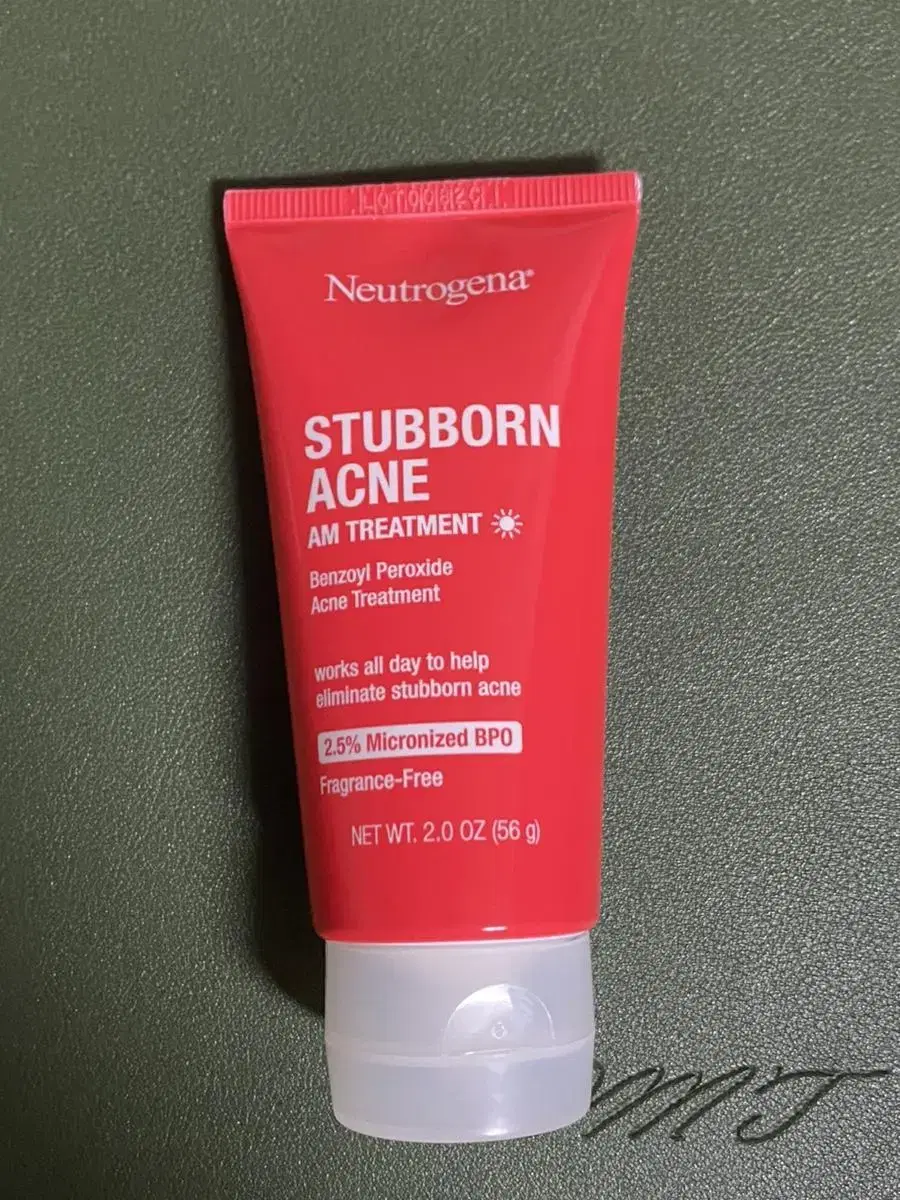 Neutrogena®
STUBBORN
ACNE
AM TREATMENT
Benzoyl Peroxide
Acne Treatment
works all day to help
eliminate stubborn acne
2.5% Micronized BPO
Fragrance-Free
NET WT. 2.0 OZ (56 g)
MJ